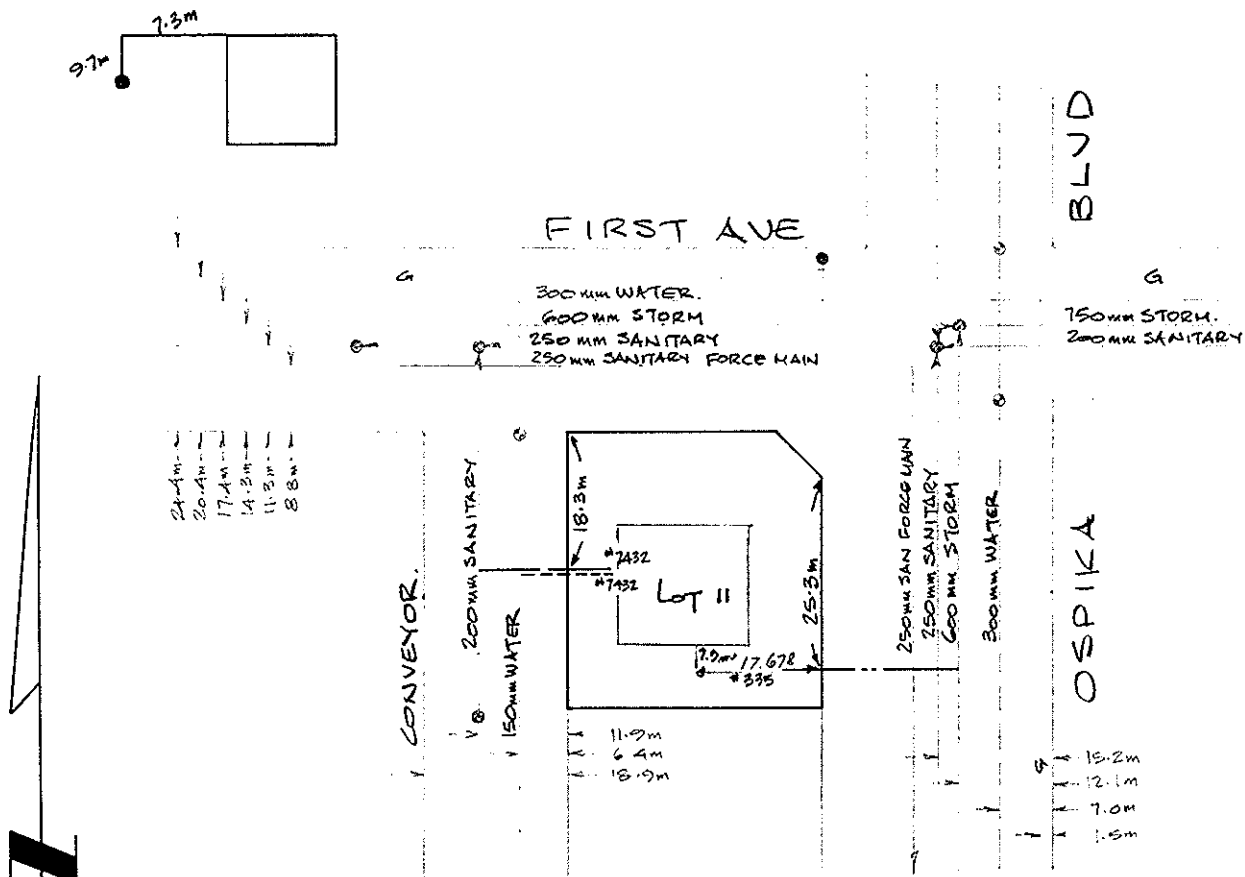 7.3m
9.7m
BLVD
FIRST AVE
G
G
300mm WATER.
600mm STORM
250mm SANITARY
250mm SANITARY FORCE MAIN
750mm STORM.
200mm SANITARY
24.4m
20.4m
17.4m
14.3m
11.3m
8.8m
CONVEYOR.
200mm SANITARY
150mm WATER
18.3m
#7432
#7432
LOT 11
25.3m
7.9m
17.678
#335
250mm SAN FORCE MAIN
250mm SANITARY
600mm STORM
300mm WATER
OSPIKA
11.9m
6.4m
18.9m
G
15.2m
12.1m
7.0m
1.5m